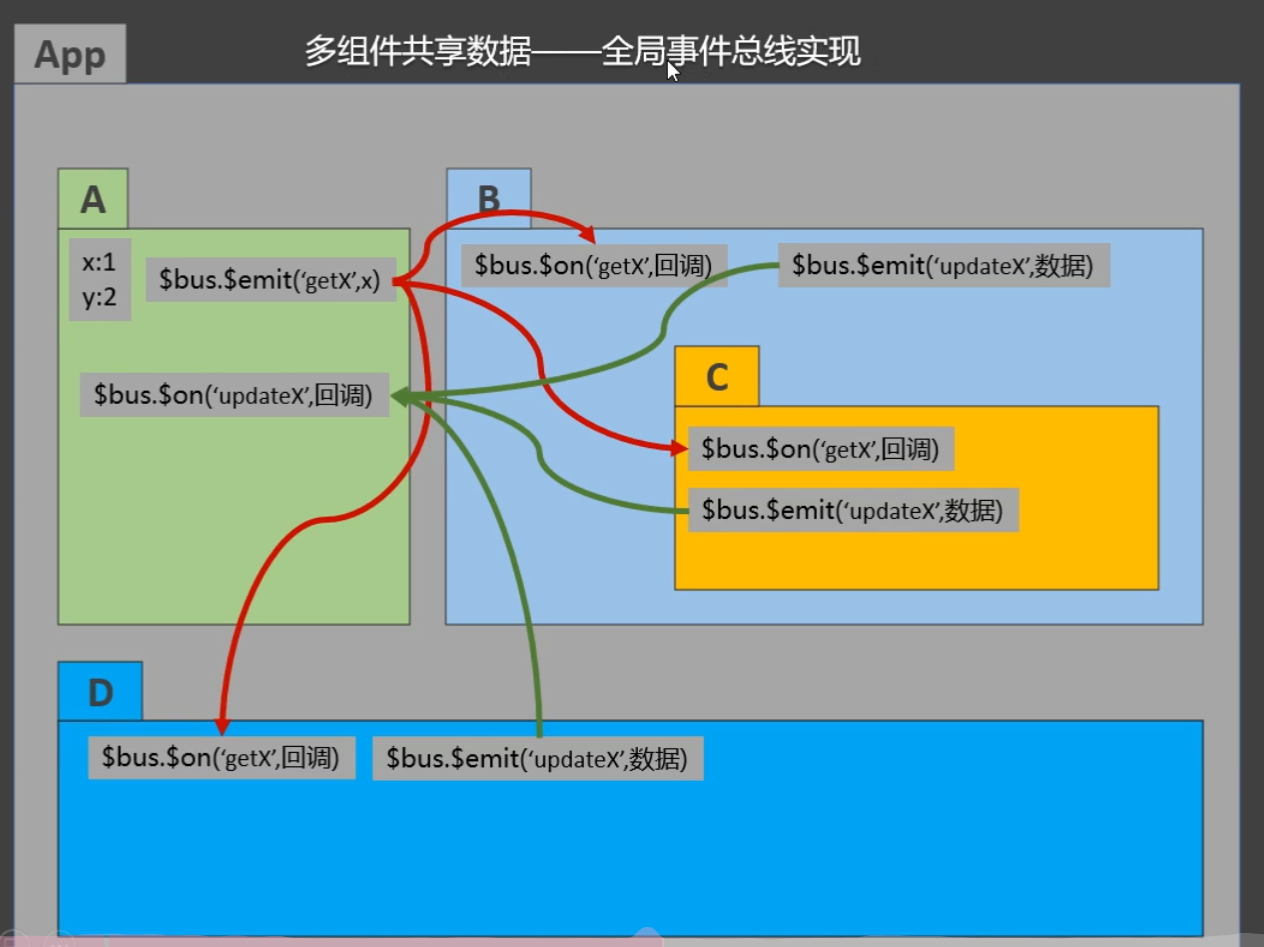 App
多组件共享数据——全局事件总线实现
A
B
x:1
y:2
$bus.$emit(‘getX’,x)
$bus.$on(‘getX’,回调)
$bus.$emit(‘updateX’,数据)
$bus.$on(‘updateX’,回调)
C
$bus.$on(‘getX’,回调)
$bus.$emit(‘updateX’,数据)
D
$bus.$on(‘getX’,回调)
$bus.$emit(‘updateX’,数据)